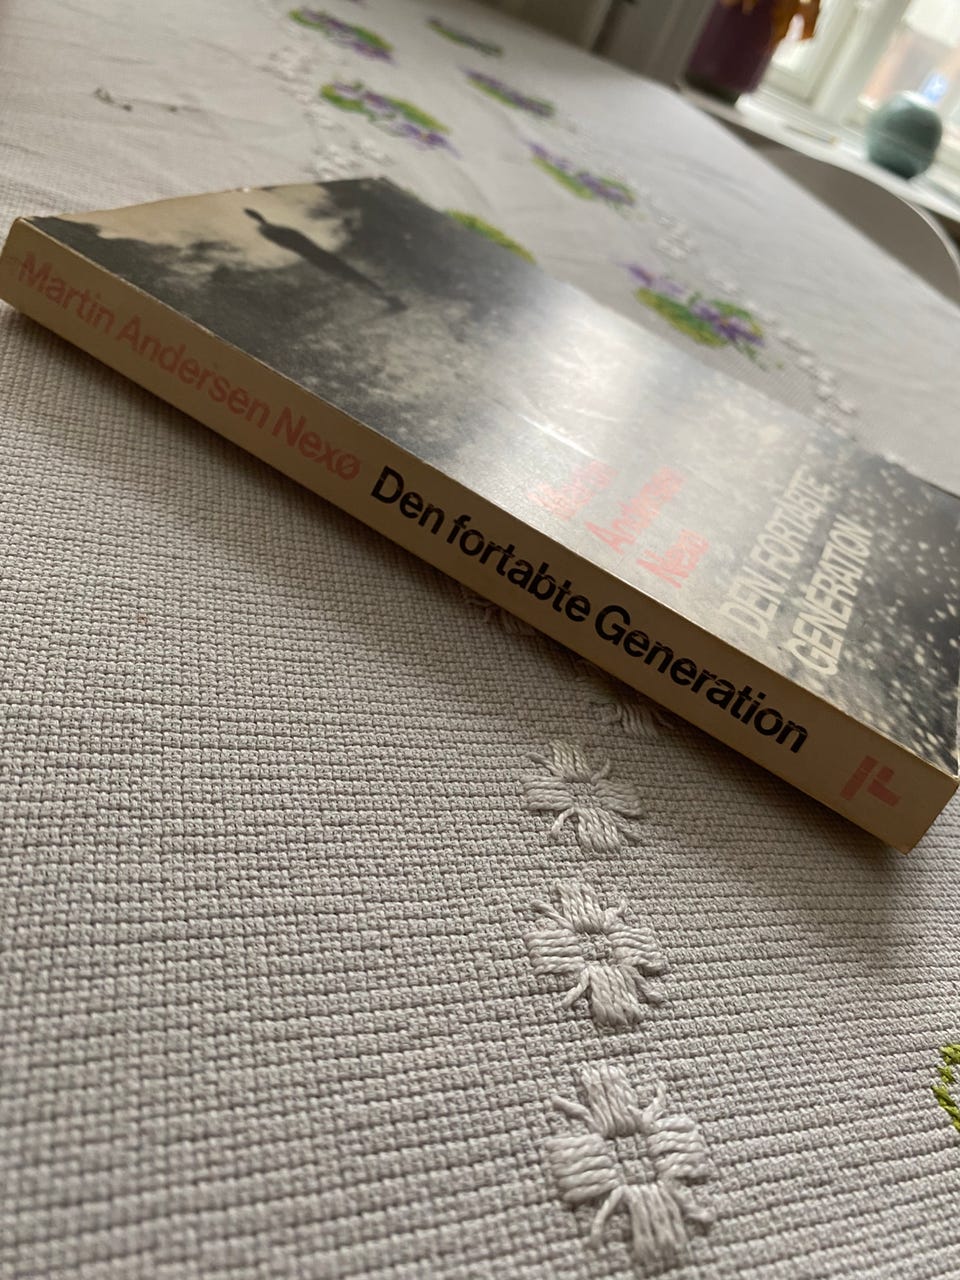 Martin Andersen Nexø Den fortabte Generation
Martin
Andersen
Nexø
DEN FORTABTE
GENERATION